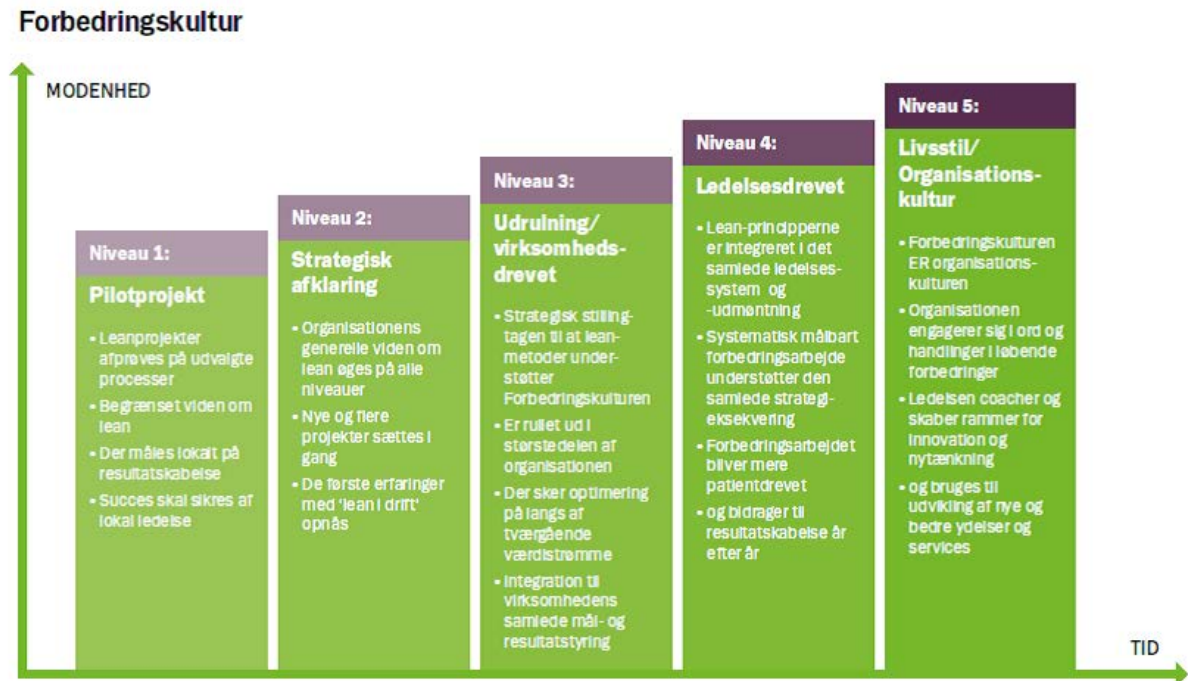 Forbedringskultur
MODENHED
Niveau 1:
Pilotprojekt
• Leanprojekter
afprøves på udvalgte
processer
• Begrænset viden om
lean
• Der måles lokalt på
resultatskabelse
• Succes skal sikres af
lokal ledelse
Niveau 2:
Strategisk
afklaring
• Organisationens
generelle viden om
lean øges på alle
niveauer
• Nye og flere
projekter sættes i
gang
• De første erfaringer
med 'lean i drift'
opnås
Niveau 3:
Udrulning/
virksomheds-
drevet
• Strategisk stilling-
tagen til at lean-
metoder under-
støtter
Forbedringskulturen
• Er rullet ud i
størstedelen af
organisationen
• Der sker optimering
på langs af
tværgående
værdistrømme
• Integration til
virksomhedens
samlede mål- og
resultatstyring
Niveau 4:
Ledelsesdrevet
• Lean-principperne
er integreret i det
samlede ledelses-
system og
-udmøntning
• Systematisk målbart
forbedringsarbejde
understøtter den
samlede strategi-
eksekvering
• Forbedringsarbejdet
bliver mere
patientdrevet
• og bidrager til
resultatskabelse år
efter år
Niveau 5:
Livsstil/
Organisations-
kultur
• Forbedringskulturen
ER organisations-
kulturen
• Organisationen
engagerer sig i ord og
handlinger i løbende
forbedringer
• Ledelsen coacher og
skaber rammer for
innovation og
nytænkning
• og bruges til
udvikling af nye og
bedre ydelser og
services
TID